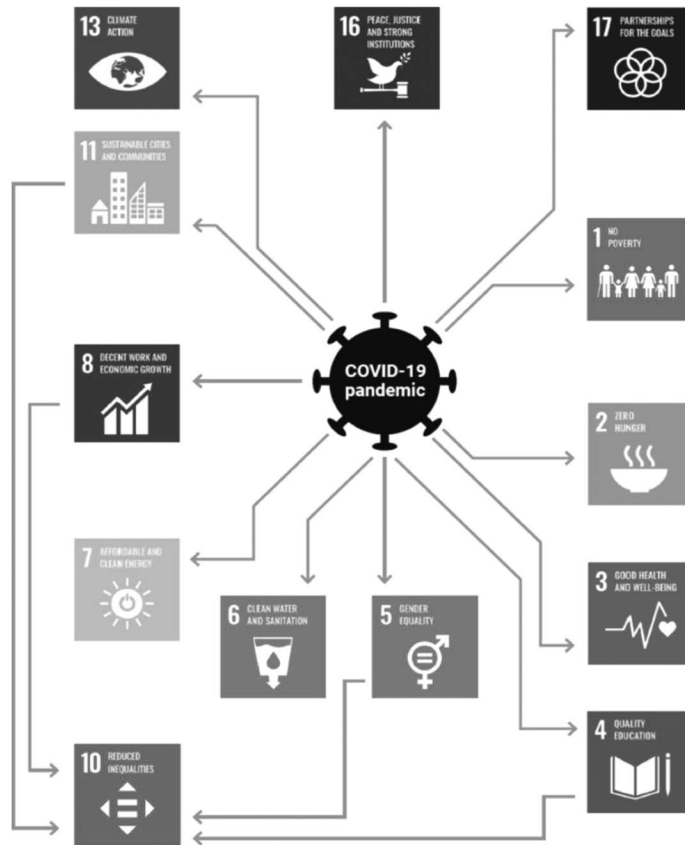 13 CLIMATE
ACTION
16 PEACE, JUSTICE
AND STRONG
INSTITUTIONS
17 PARTNERSHIPS
FOR THE GOALS
11 SUSTAINABLE CITIES
AND COMMUNITIES
1 NO
POVERTY
8 DECENT WORK AND
ECONOMIC GROWTH
COVID-19
pandemic
2 ZERO
HUNGER
7 AFFORDABLE AND
CLEAN ENERGY
6 CLEAN WATER
AND SANITATION
5 GENDER
EQUALITY
3 GOOD HEALTH
AND WELL-BEING
4 QUALITY
EDUCATION
10 REDUCED
INEQUALITIES